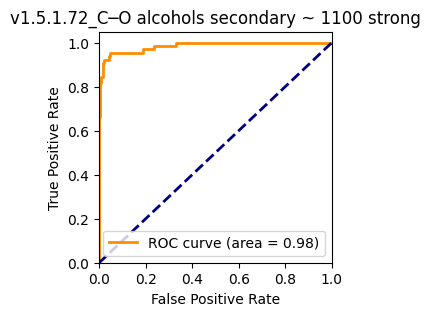 v1.5.1.72_C─O alcohols secondary ~ 1100 strong
1.0
0.8
0.6
0.4
0.2
0.0
True Positive Rate
ROC curve (area = 0.98)
0.0 0.2 0.4 0.6 0.8 1.0
False Positive Rate